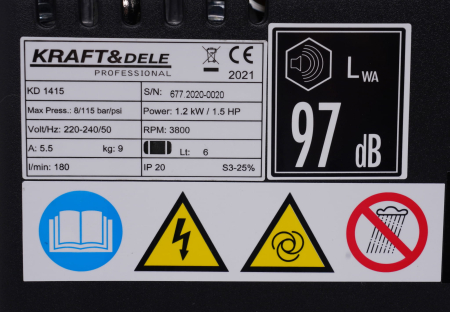 KRAFT&DELE
PROFESSIONAL
CE
2021
KD 1415
S/N: 677.2020-0020
Max Press.: 8/115 bar/psi
Power: 1.2 kW / 1.5 HP
Volt/Hz: 220-240/50
RPM: 3800
A: 5.5 kg: 9
Lt: 6
l/min: 180
IP 20 S3-25%
LWA
97 dB